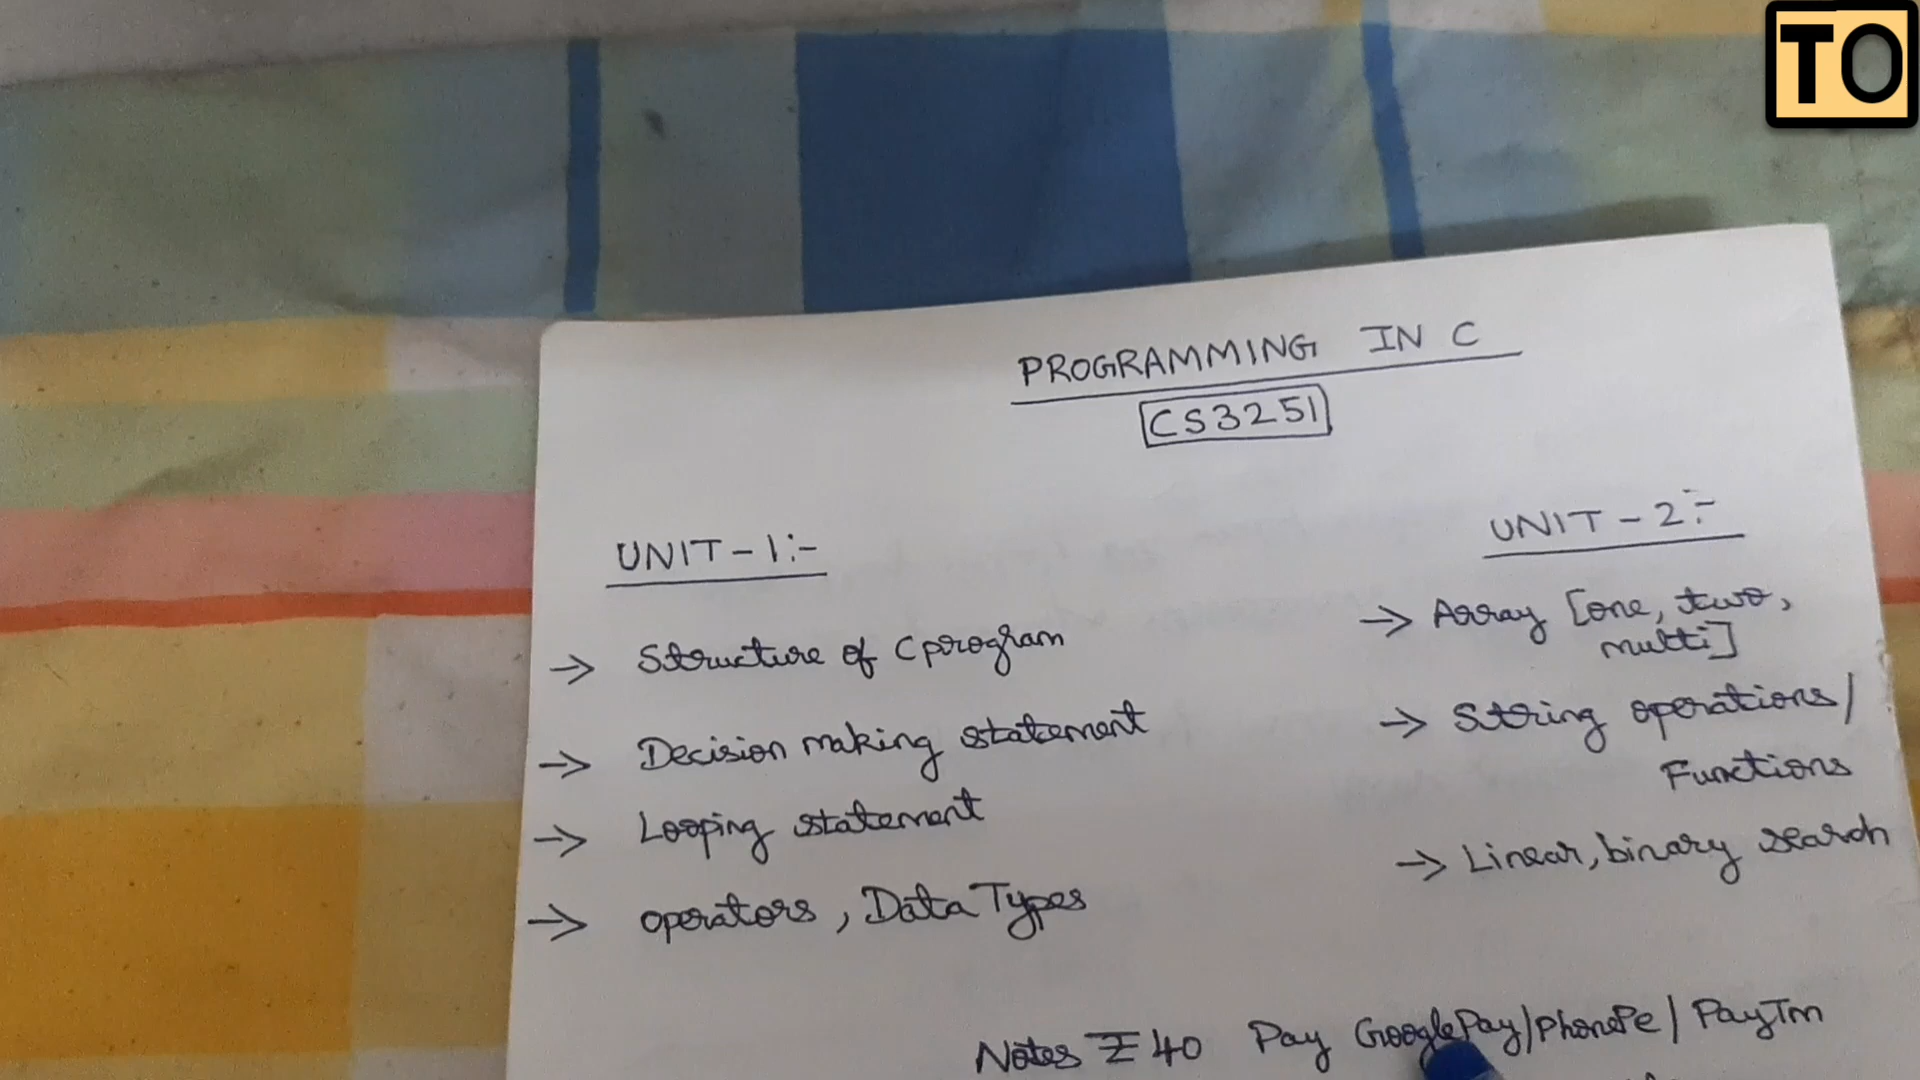 TO
PROGRAMMING IN C
CS3251
UNIT-1:-
→ Structure of C program
→ Decision making statement
→ Looping statement
→ operators, Data Types
UNIT-2:-
→ Array [one, two,
multi]
→ String operations/
Functions
→ Linear, binary search
Notes ₹40 Pay GooglePay/PhonePe/PayTm